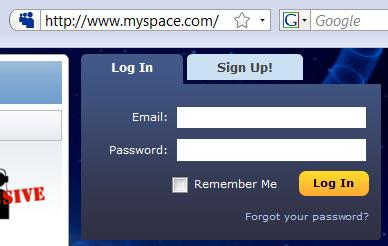 http://www.myspace.com/
G Google
Log In Sign Up!
Email:
Password:
SIVE
Remember Me Log In
Forgot your password?